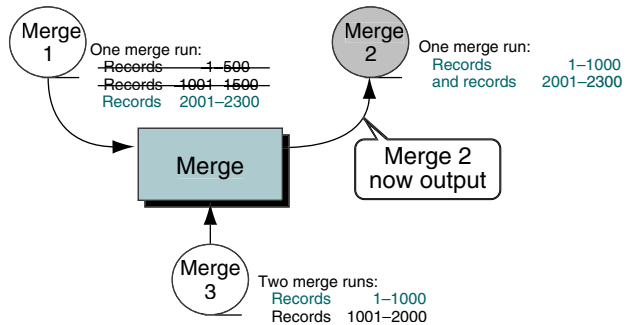 Merge
1
One merge run:
Records 1–500
Records 1001–1500
Records 2001–2300
Merge
2
One merge run:
Records 1–1000
and records 2001–2300
Merge
Merge 2
now output
Merge
3
Two merge runs:
Records 1–1000
Records 1001–2000